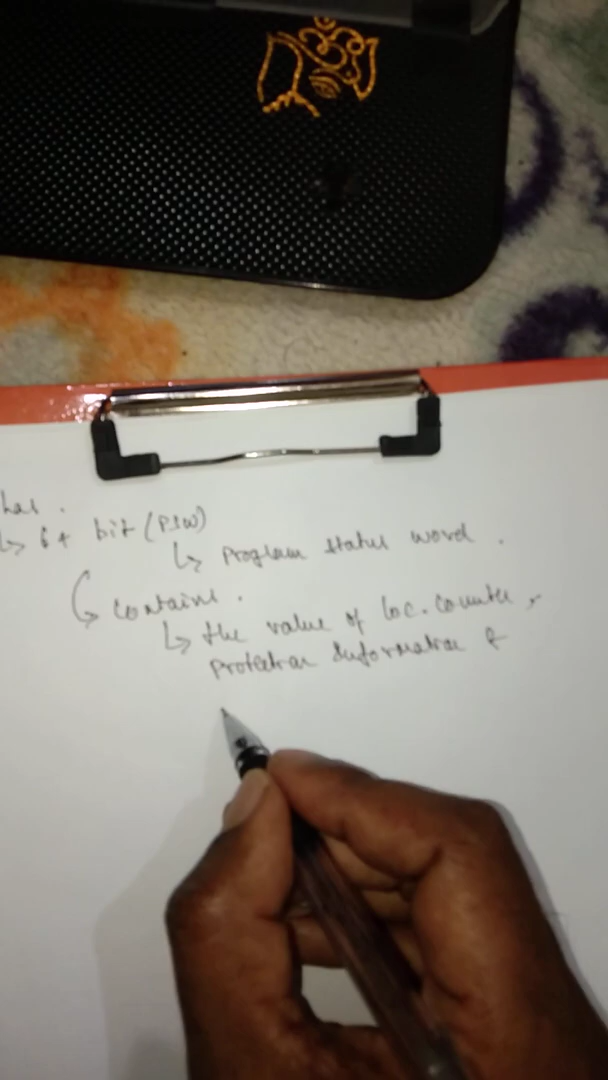 has.
↳ 64 bit (PSW)
↳ Program status word.
↳ contains.
↳ the value of loc. counter,
protection information &